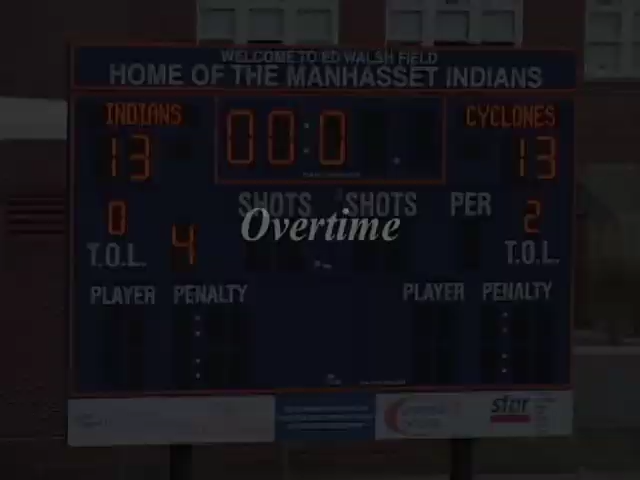 WELCOME TO ED WALSH FIELD
HOME OF THE MANHASSET INDIANS
INDIANS
CYCLONES
13
00:0
13
SHOTS
SHOTS
PER
0
2
Overtime
T.O.L.
4
T.O.L.
PLAYER
PENALTY
PLAYER
PENALTY
star